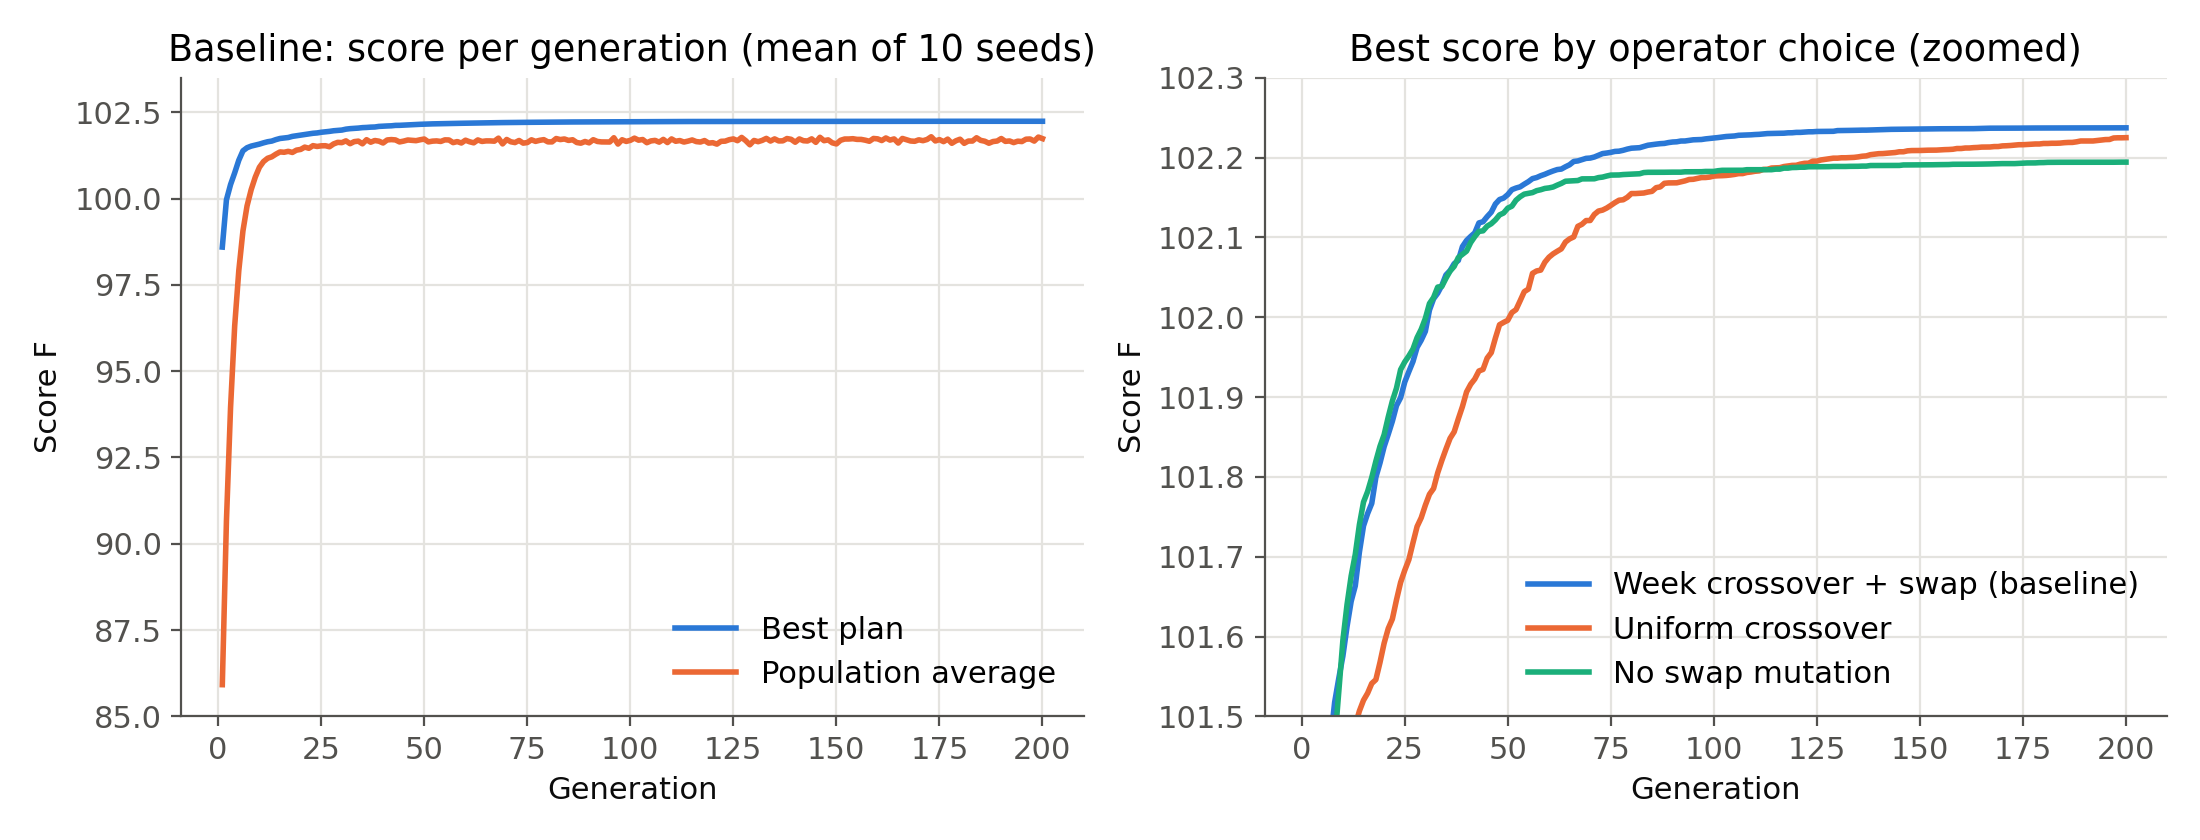 Baseline: score per generation (mean of 10 seeds)
Score F
102.5
100.0
97.5
95.0
92.5
90.0
87.5
85.0
0 25 50 75 100 125 150 175 200
Generation
Best plan
Population average
Best score by operator choice (zoomed)
Score F
102.3
102.2
102.1
102.0
101.9
101.8
101.7
101.6
101.5
0 25 50 75 100 125 150 175 200
Generation
Week crossover + swap (baseline)
Uniform crossover
No swap mutation